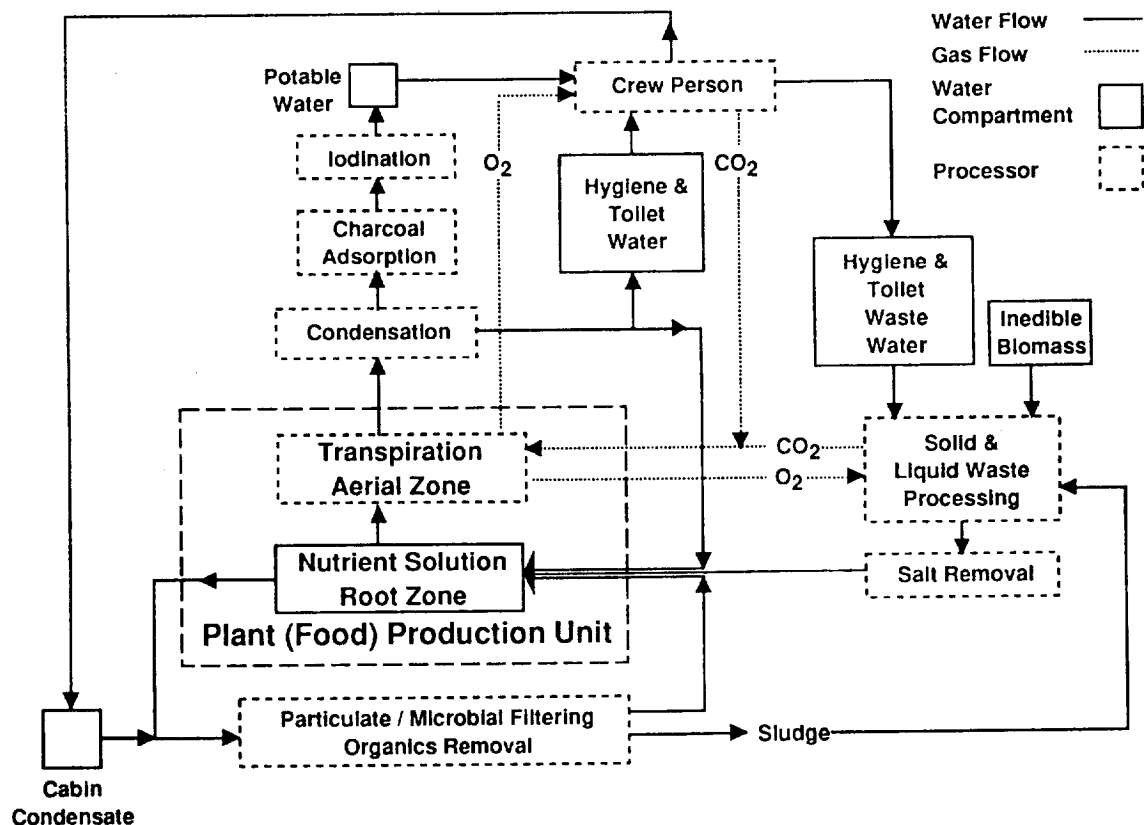 Water Flow
Gas Flow
Water
Compartment
Processor
Potable
Water
Crew Person
Iodination
O2
CO2
Hygiene &
Toilet
Water
Charcoal
Adsorption
Hygiene &
Toilet
Waste
Water
Inedible
Biomass
Condensation
Transpiration
Aerial Zone
CO2
O2
Solid &
Liquid Waste
Processing
Nutrient Solution
Root Zone
Salt Removal
Plant (Food) Production Unit
Particulate / Microbial Filtering
Organics Removal
Sludge
Cabin
Condensate